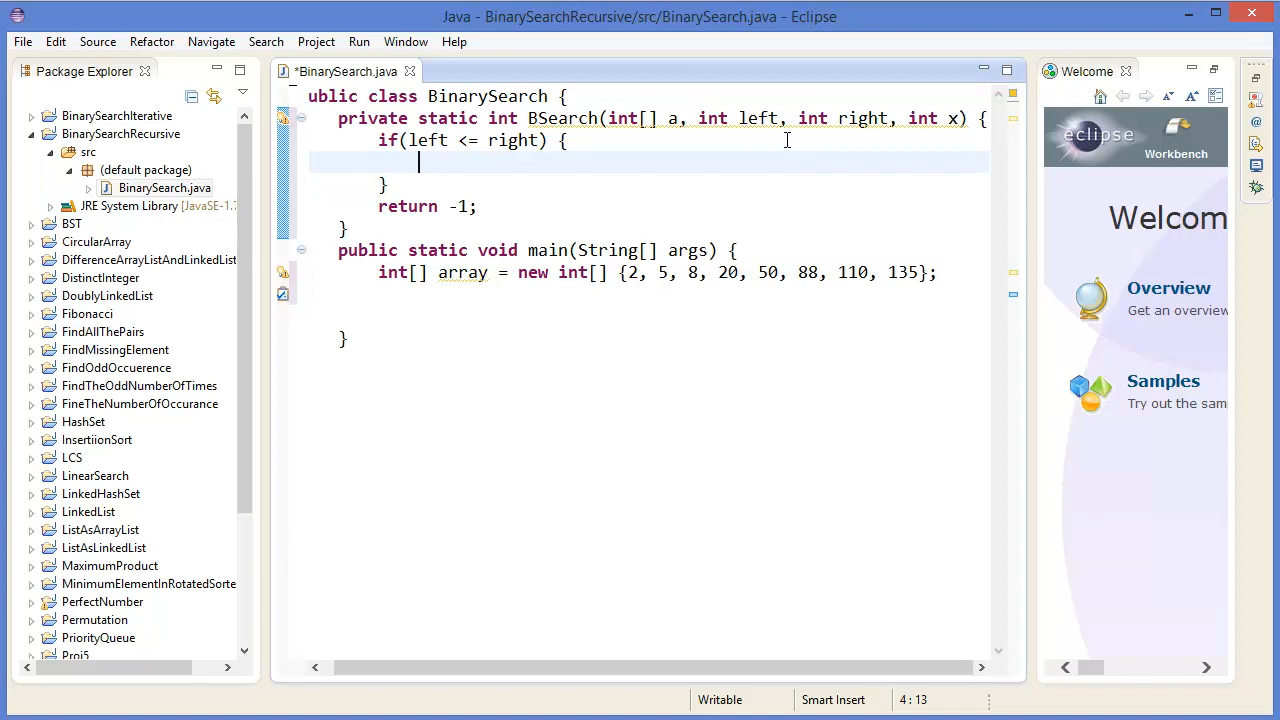 Java - BinarySearchRecursive/src/BinarySearch.java - Eclipse
File Edit Source Refactor Navigate Search Project Run Window Help
Package Explorer
BinarySearchIterative
BinarySearchRecursive
src
(default package)
BinarySearch.java
JRE System Library [JavaSE-1.7
BST
CircularArray
DifferenceArrayListAndLinkedList
DistinctInteger
DoublyLinkedList
Fibonacci
FindAllThePairs
FindMissingElement
FindOddOccuerence
FindTheOddNumberOfTimes
FineTheNumberOfOccurance
HashSet
InsertiionSort
LCS
LinearSearch
LinkedHashSet
LinkedList
ListAsArrayList
ListAsLinkedList
MaximumProduct
MinimumElementInRotatedSorte
PerfectNumber
Permutation
PriorityQueue
Proj5
*BinarySearch.java
ublic class BinarySearch {
private static int BSearch(int[] a, int left, int right, int x) {
if(left <= right) {
}
return -1;
}
public static void main(String[] args) {
int[] array = new int[] {2, 5, 8, 20, 50, 88, 110, 135};
}
Welcome
eclipse
Workbench
Welcom
Overview
Get an overview
Samples
Try out the sam
Writable
Smart Insert
4 : 13